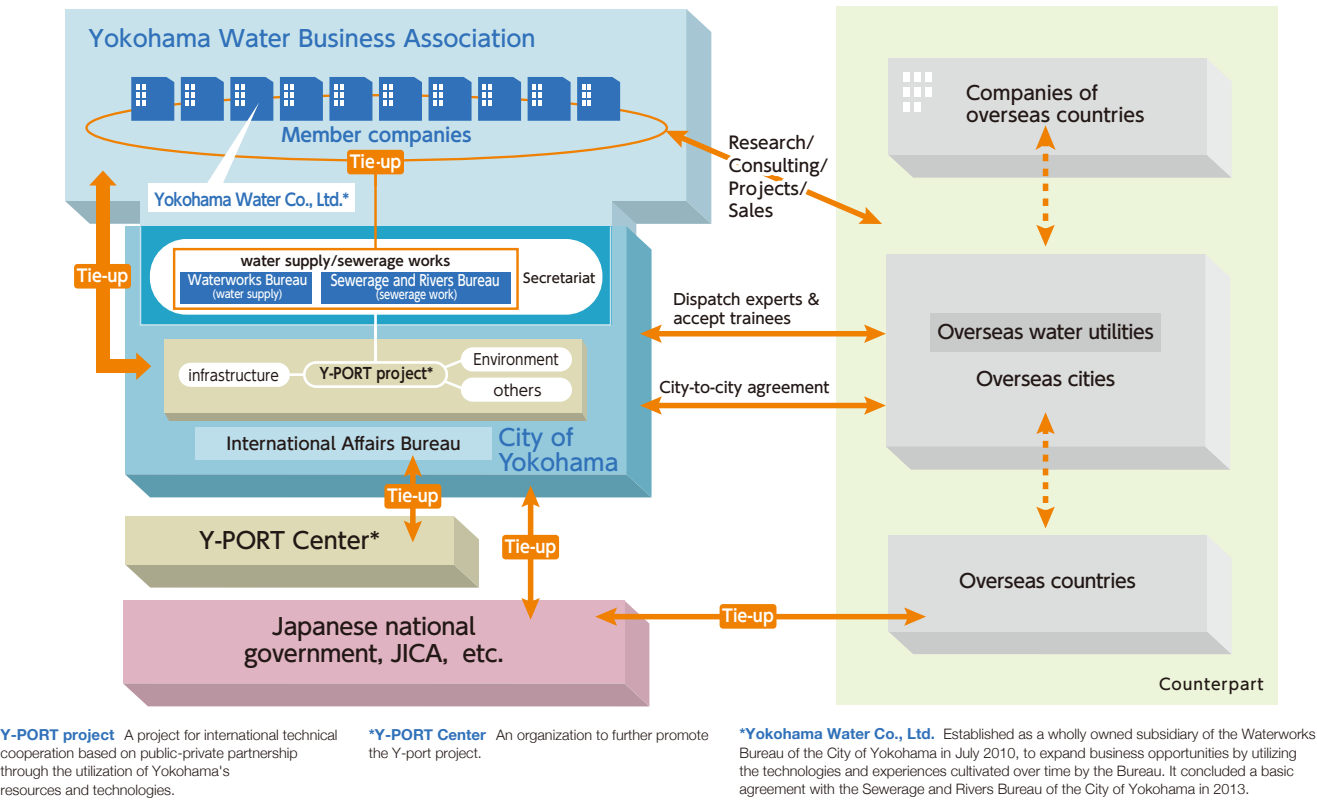 Yokohama Water Business Association
Member companies
Tie-up
Yokohama Water Co., Ltd.*
Tie-up
water supply/sewerage works
Waterworks Bureau
(water supply)
Sewerage and Rivers Bureau
(sewerage work)
Secretariat
infrastructure
Y-PORT project*
Environment
others
International Affairs Bureau
City of
Yokohama
Tie-up
Y-PORT Center*
Tie-up
Japanese national
government, JICA, etc.
Research/
Consulting/
Projects/
Sales
Dispatch experts &
accept trainees
City-to-city agreement
Tie-up
Companies of
overseas countries
Overseas water utilities
Overseas cities
Overseas countries
Counterpart
Y-PORT project A project for international technical
cooperation based on public-private partnership
through the utilization of Yokohama's
resources and technologies.
*Y-PORT Center An organization to further promote
the Y-port project.
*Yokohama Water Co., Ltd. Established as a wholly owned subsidiary of the Waterworks
Bureau of the City of Yokohama in July 2010, to expand business opportunities by utilizing
the technologies and experiences cultivated over time by the Bureau. It concluded a basic
agreement with the Sewerage and Rivers Bureau of the City of Yokohama in 2013.